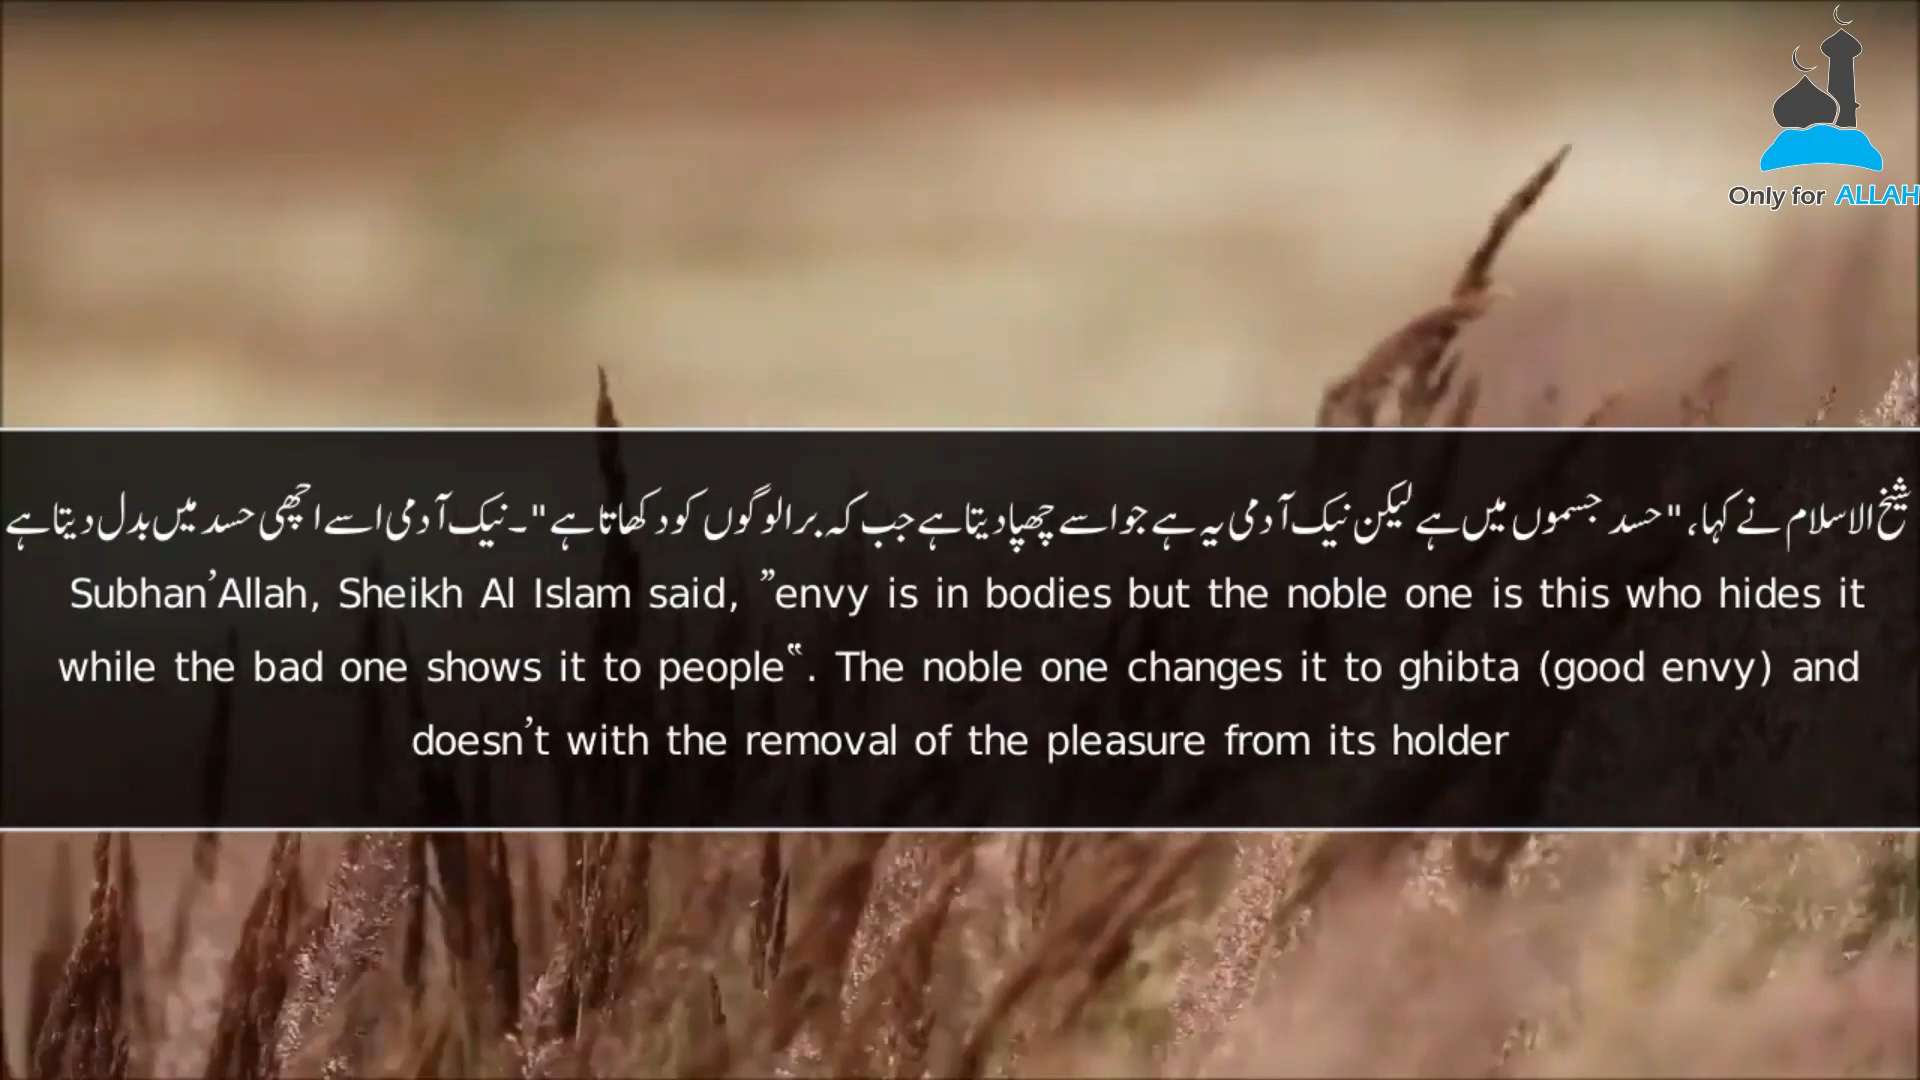 Only for ALLAH
شیخ الاسلام نے کہا، "حسد جسموں میں ہے لیکن نیک آدمی یہ ہے جو اسے چھپا دیتا ہے جب کہ برا لوگوں کو دکھاتا ہے"۔ نیک آدمی اسے اچھی حسد میں بدل دیتا ہے
Subhan’Allah, Sheikh Al Islam said, ”envy is in bodies but the noble one is this who hides it
while the bad one shows it to people‟. The noble one changes it to ghibta (good envy) and
doesn’t with the removal of the pleasure from its holder